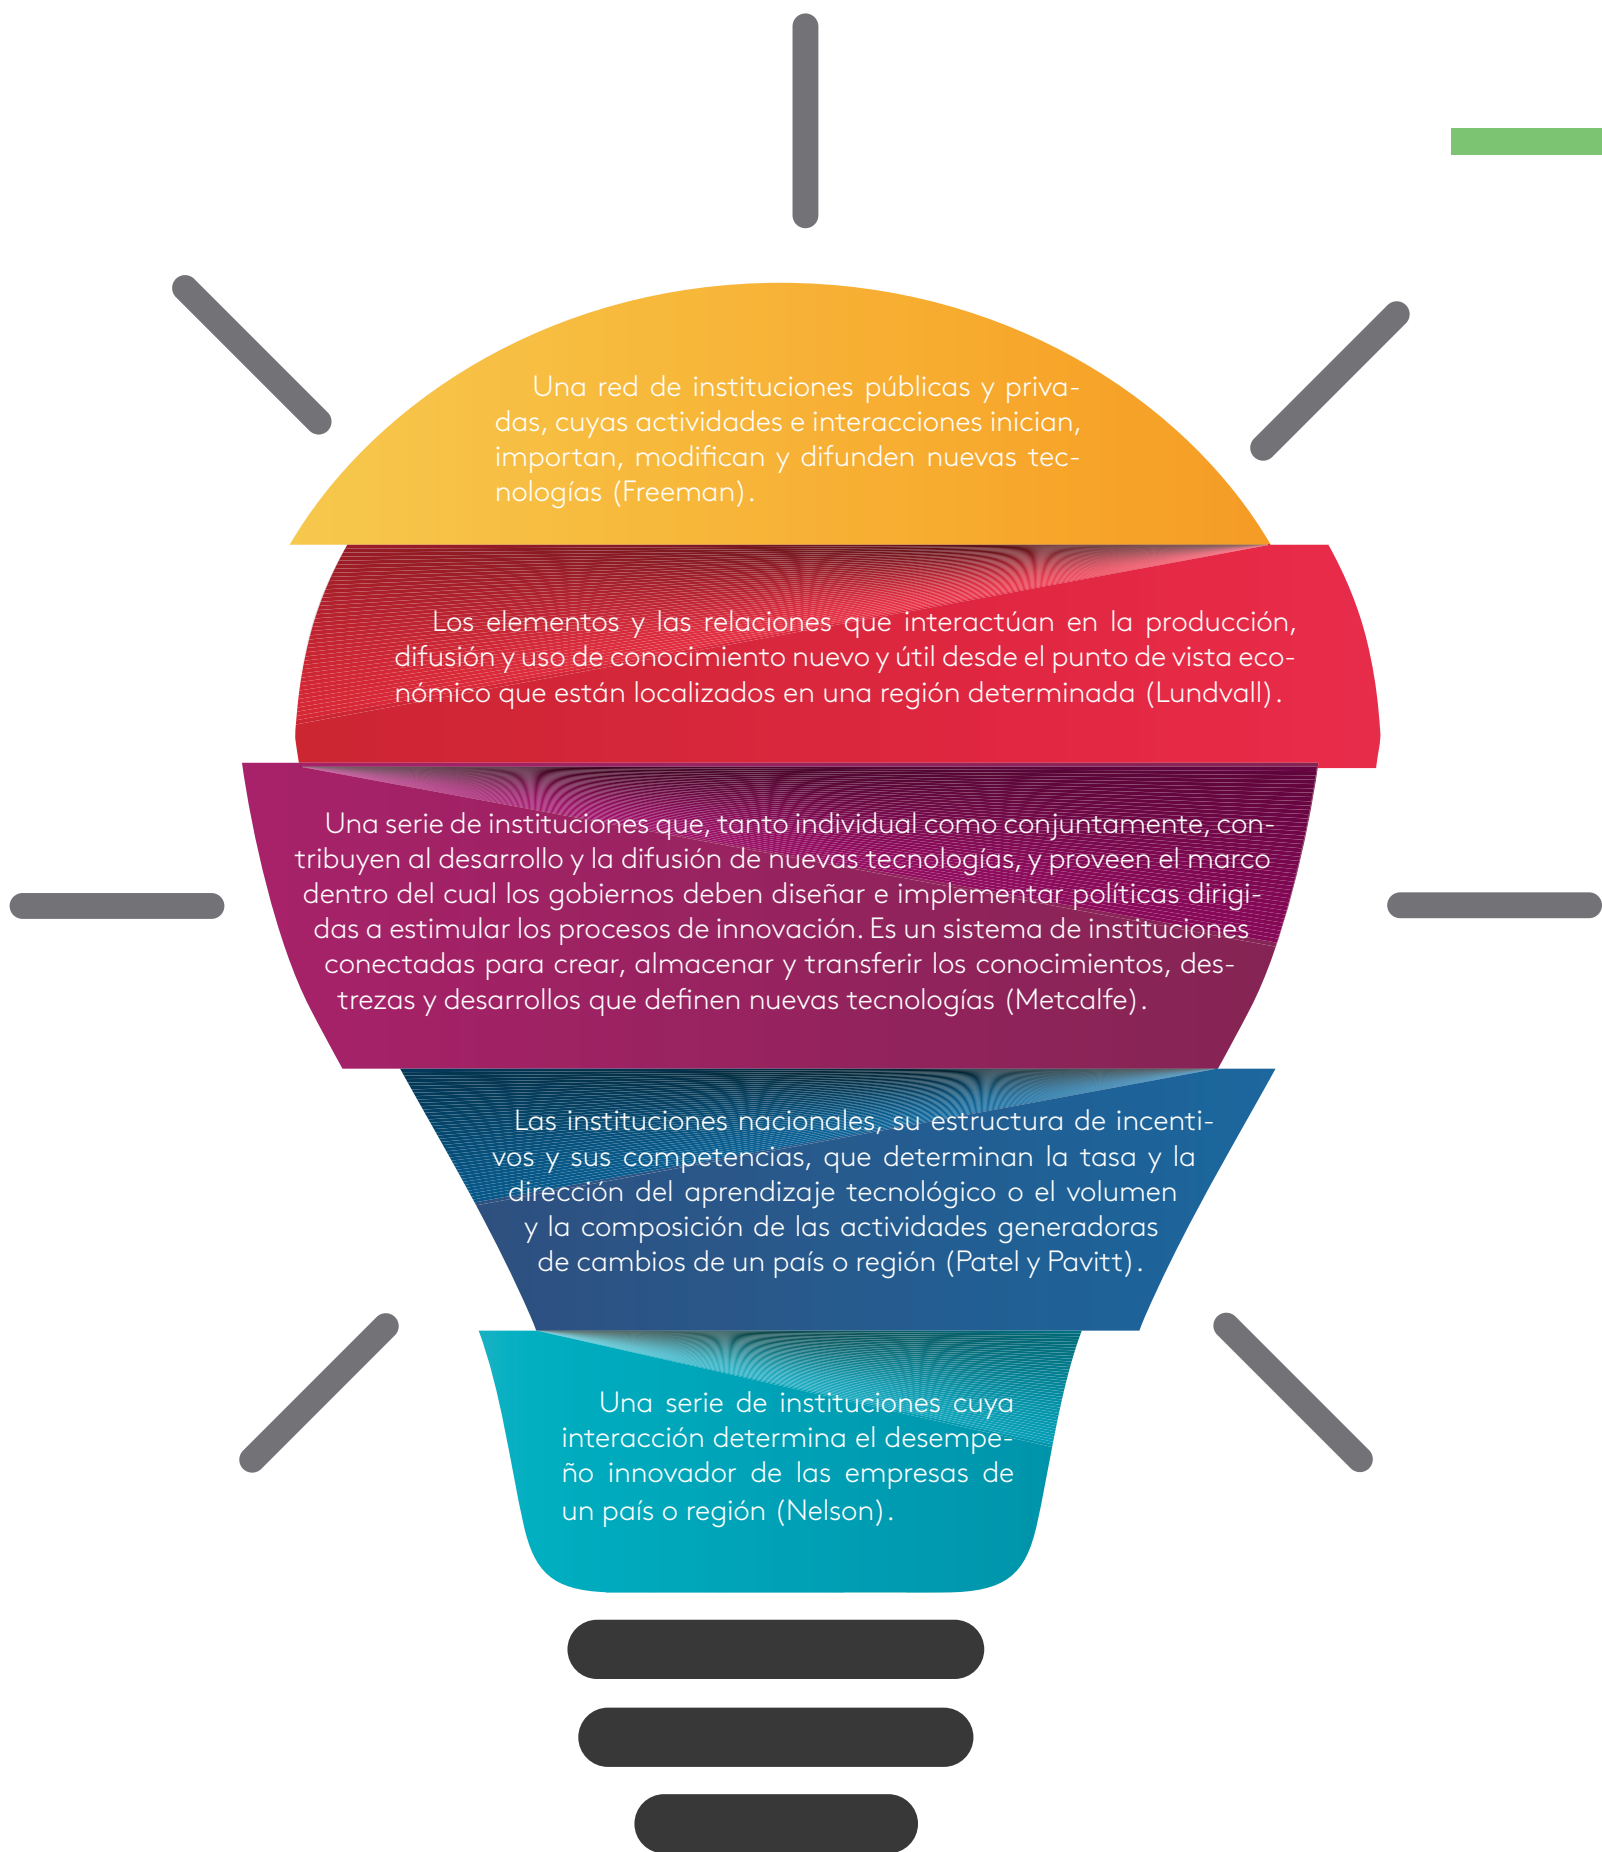 Una red de instituciones públicas y priva-
das, cuyas actividades e interacciones inician,
importan, modifican y difunden nuevas tec-
nologías (Freeman).
Los elementos y las relaciones que interactúan en la producción,
difusión y uso de conocimiento nuevo y útil desde el punto de vista eco-
nómico que están localizados en una región determinada (Lundvall).
Una serie de instituciones que, tanto individual como conjuntamente, con-
tribuyen al desarrollo y la difusión de nuevas tecnologías, y proveen el marco
dentro del cual los gobiernos deben diseñar e implementar políticas dirigi-
das a estimular los procesos de innovación. Es un sistema de instituciones
conectadas para crear, almacenar y transferir los conocimientos, des-
trezas y desarrollos que definen nuevas tecnologías (Metcalfe).
Las instituciones nacionales, su estructura de incenti-
vos y sus competencias, que determinan la tasa y la
dirección del aprendizaje tecnológico o el volumen
y la composición de las actividades generadoras
de cambios de un país o región (Patel y Pavitt).
Una serie de instituciones cuya
interacción determina el desempe-
ño innovador de las empresas de
un país o región (Nelson).